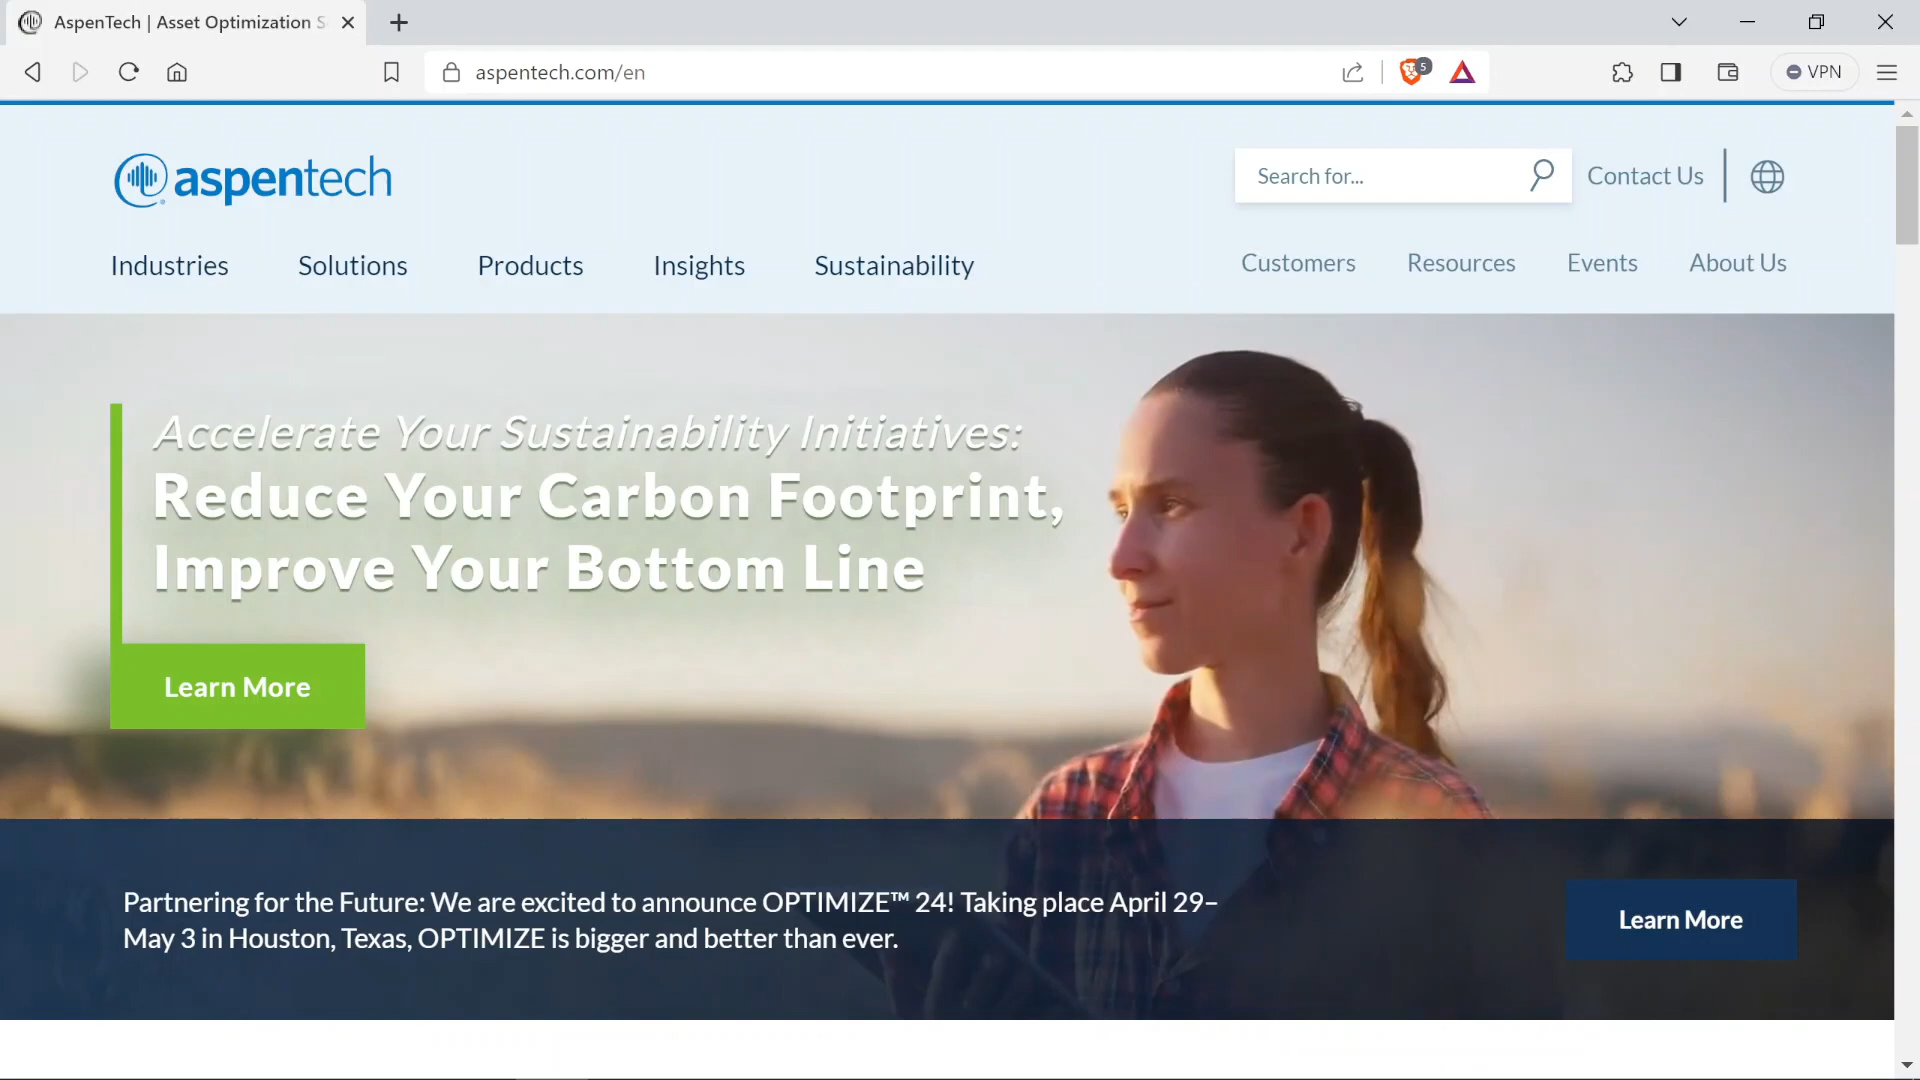 AspenTech | Asset Optimization S
aspentech.com/en
5
VPN
aspentech
Search for...
Contact Us
Industries
Solutions
Products
Insights
Sustainability
Customers
Resources
Events
About Us
Accelerate Your Sustainability Initiatives:
Reduce Your Carbon Footprint,
Improve Your Bottom Line
Learn More
Partnering for the Future: We are excited to announce OPTIMIZE™ 24! Taking place April 29–
May 3 in Houston, Texas, OPTIMIZE is bigger and better than ever.
Learn More